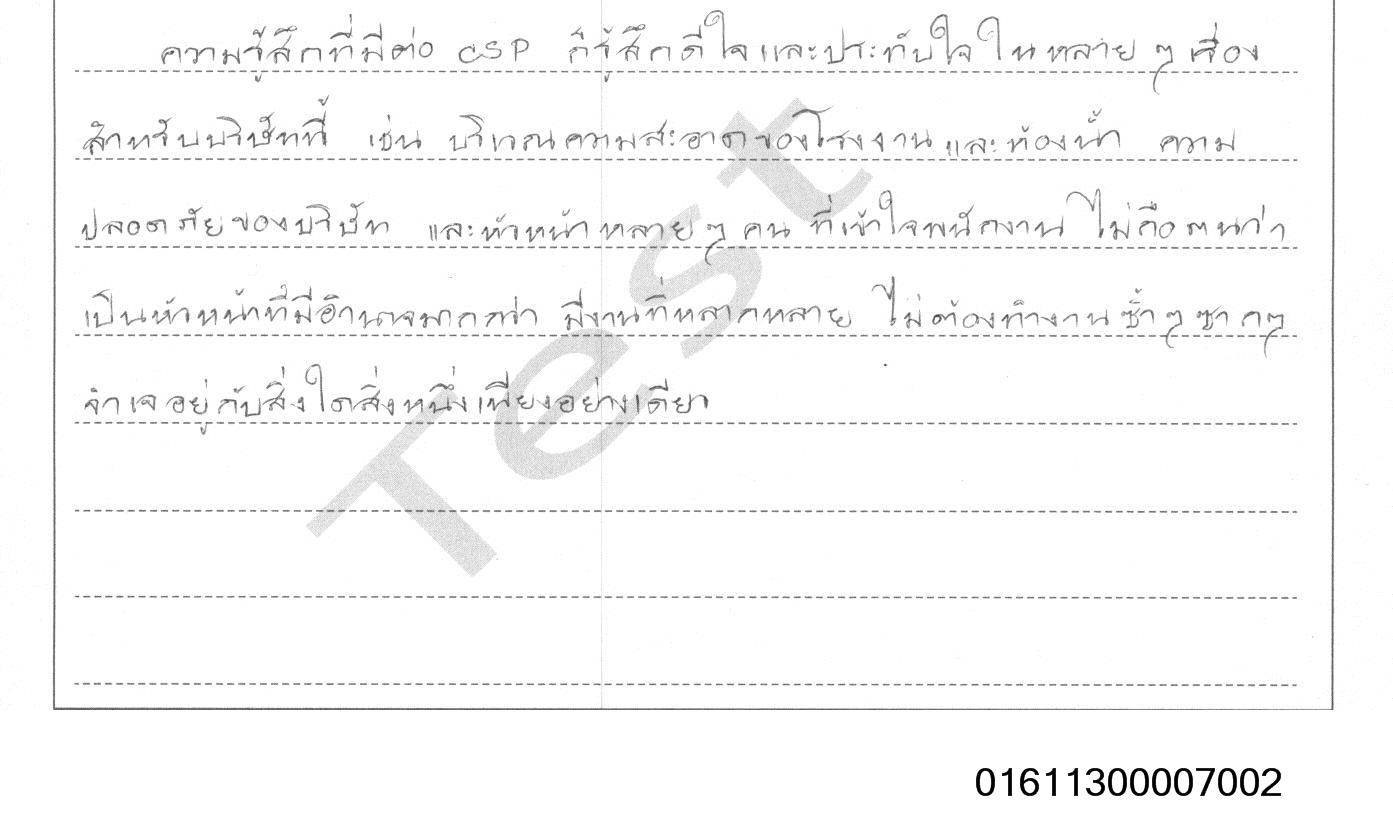 ความรู้สึกที่มีต่อ CSP ก็รู้สึกดีใจและประทับใจในหลายๆเรื่อง
สำหรับบริษัทนี้ เช่น บริเวณความสะอาดของโรงงานและห้องน้ำ ความ
ปลอดภัยของบริษัท และหัวหน้าหลายๆคน ที่เข้าใจพนักงาน ไม่ถือตนว่า
เป็นหัวหน้าที่มีอำนาจมากกว่า มีงานที่หลากหลาย ไม่ต้องทำงานซ้ำๆซากๆ
จำเจอยู่กับสิ่งใดสิ่งหนึ่งเพียงอย่างเดียว
Test
01611300007002